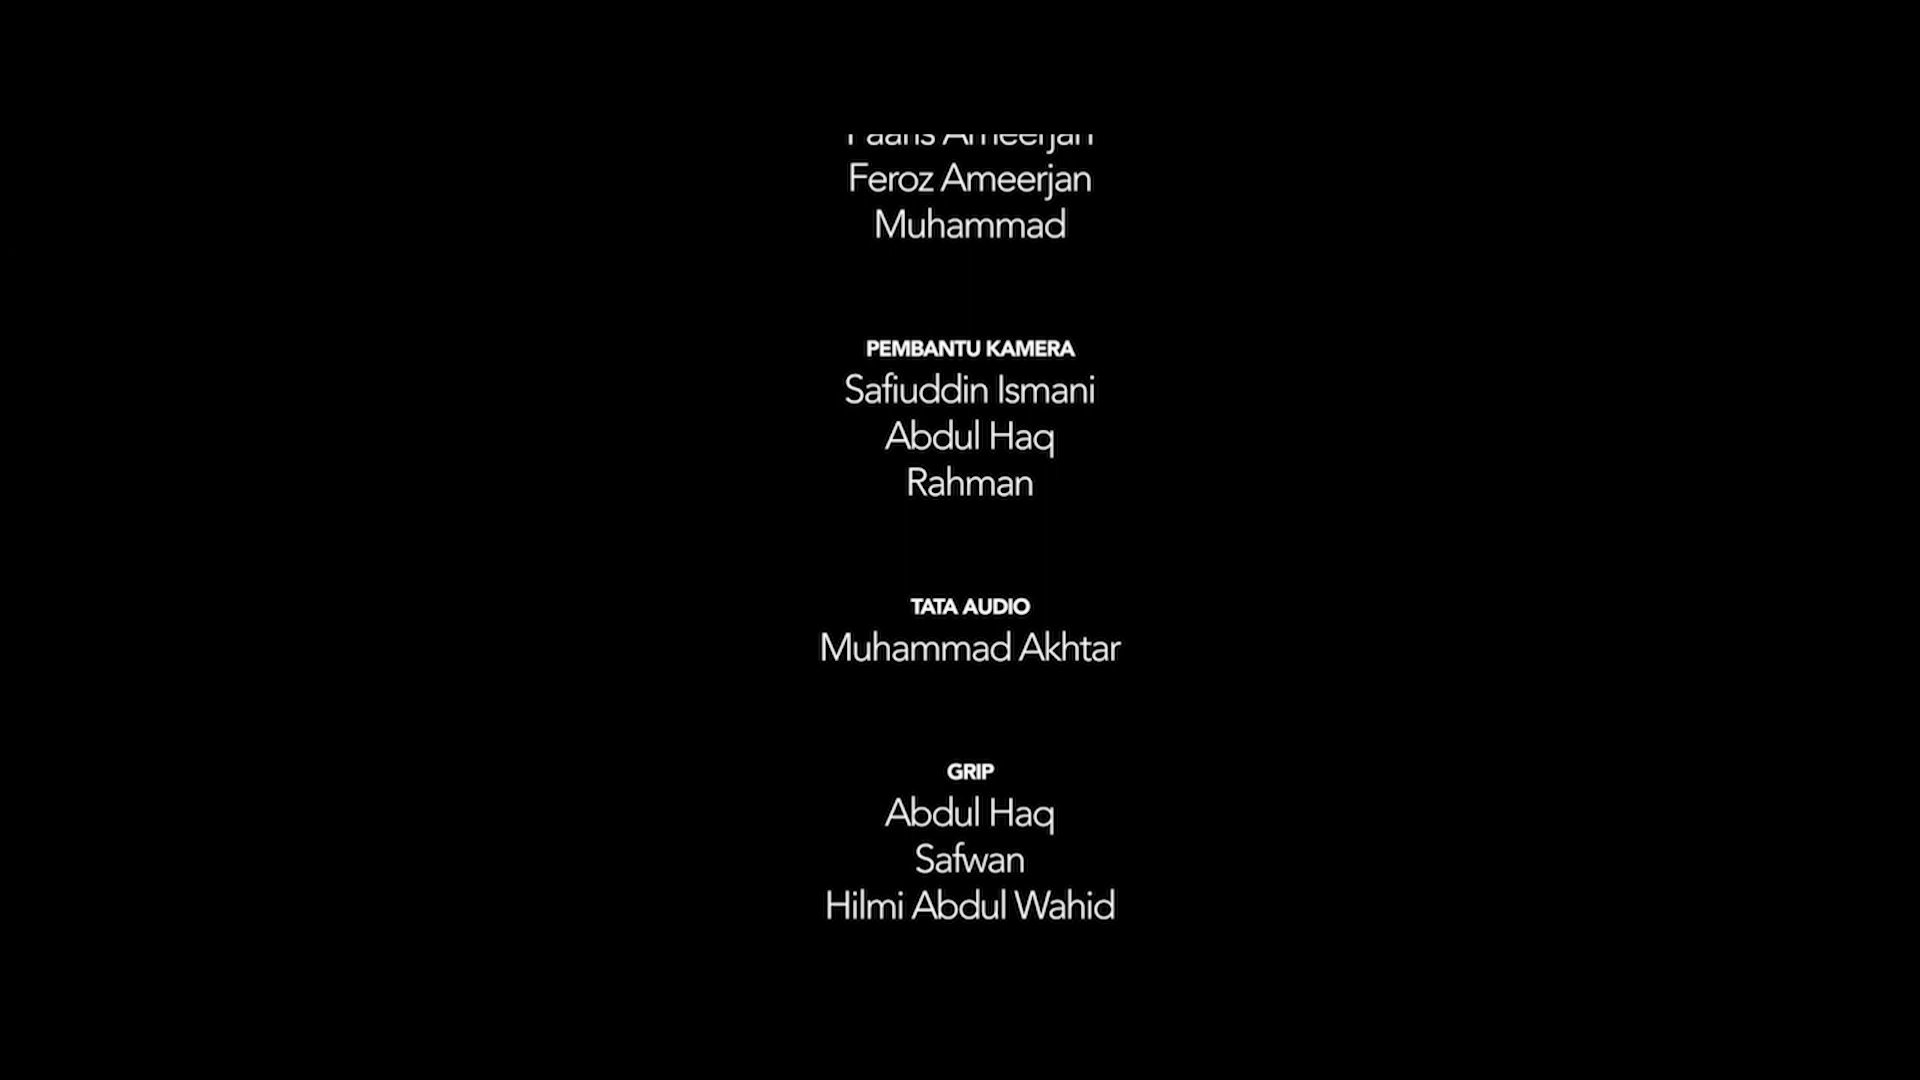 Ameerjan
Feroz Ameerjan
Muhammad
PEMBANTU KAMERA
Safiuddin Ismani
Abdul Haq
Rahman
TATA AUDIO
Muhammad Akhtar
GRIP
Abdul Haq
Safwan
Hilmi Abdul Wahid